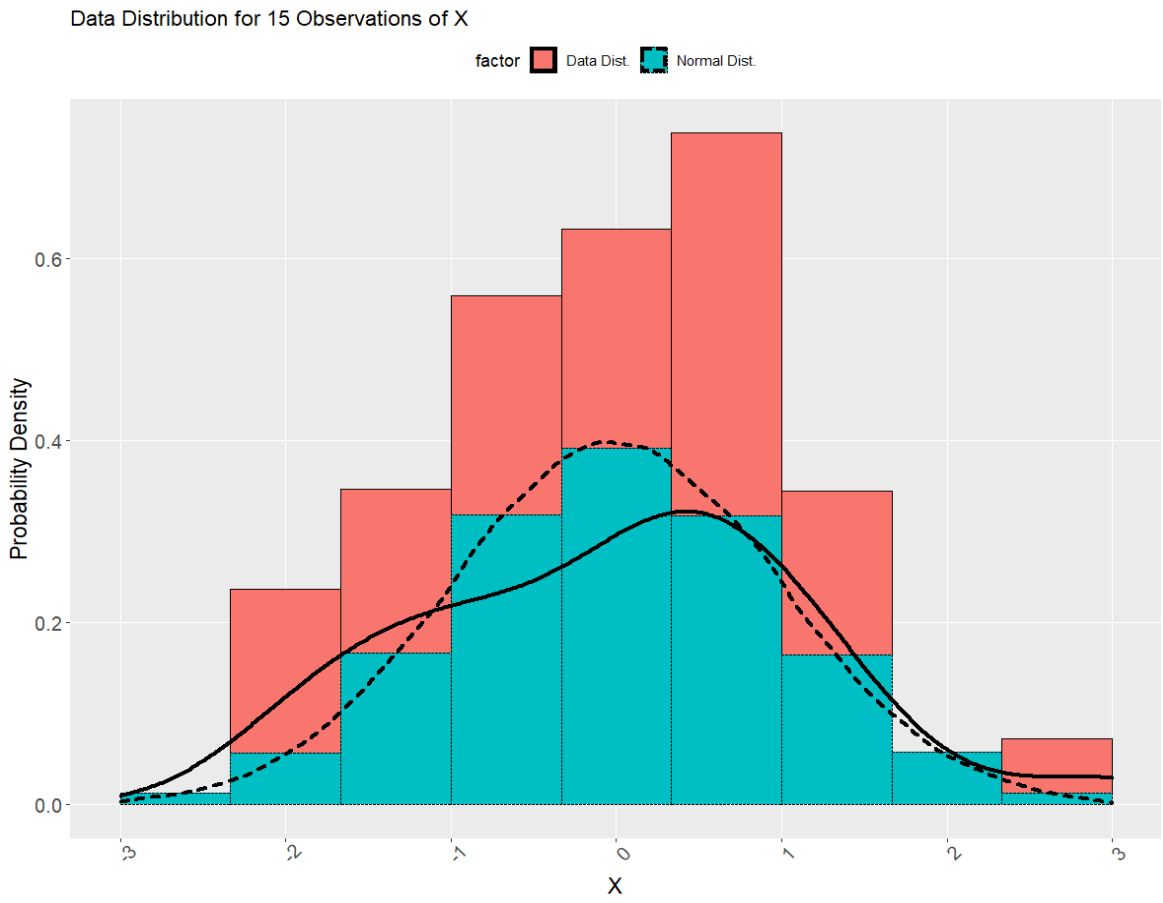 Data Distribution for 15 Observations of X
factor Data Dist. Normal Dist.
Probability Density
0.6
0.4
0.2
0.0
-3 -2 -1 0 1 2 3
X